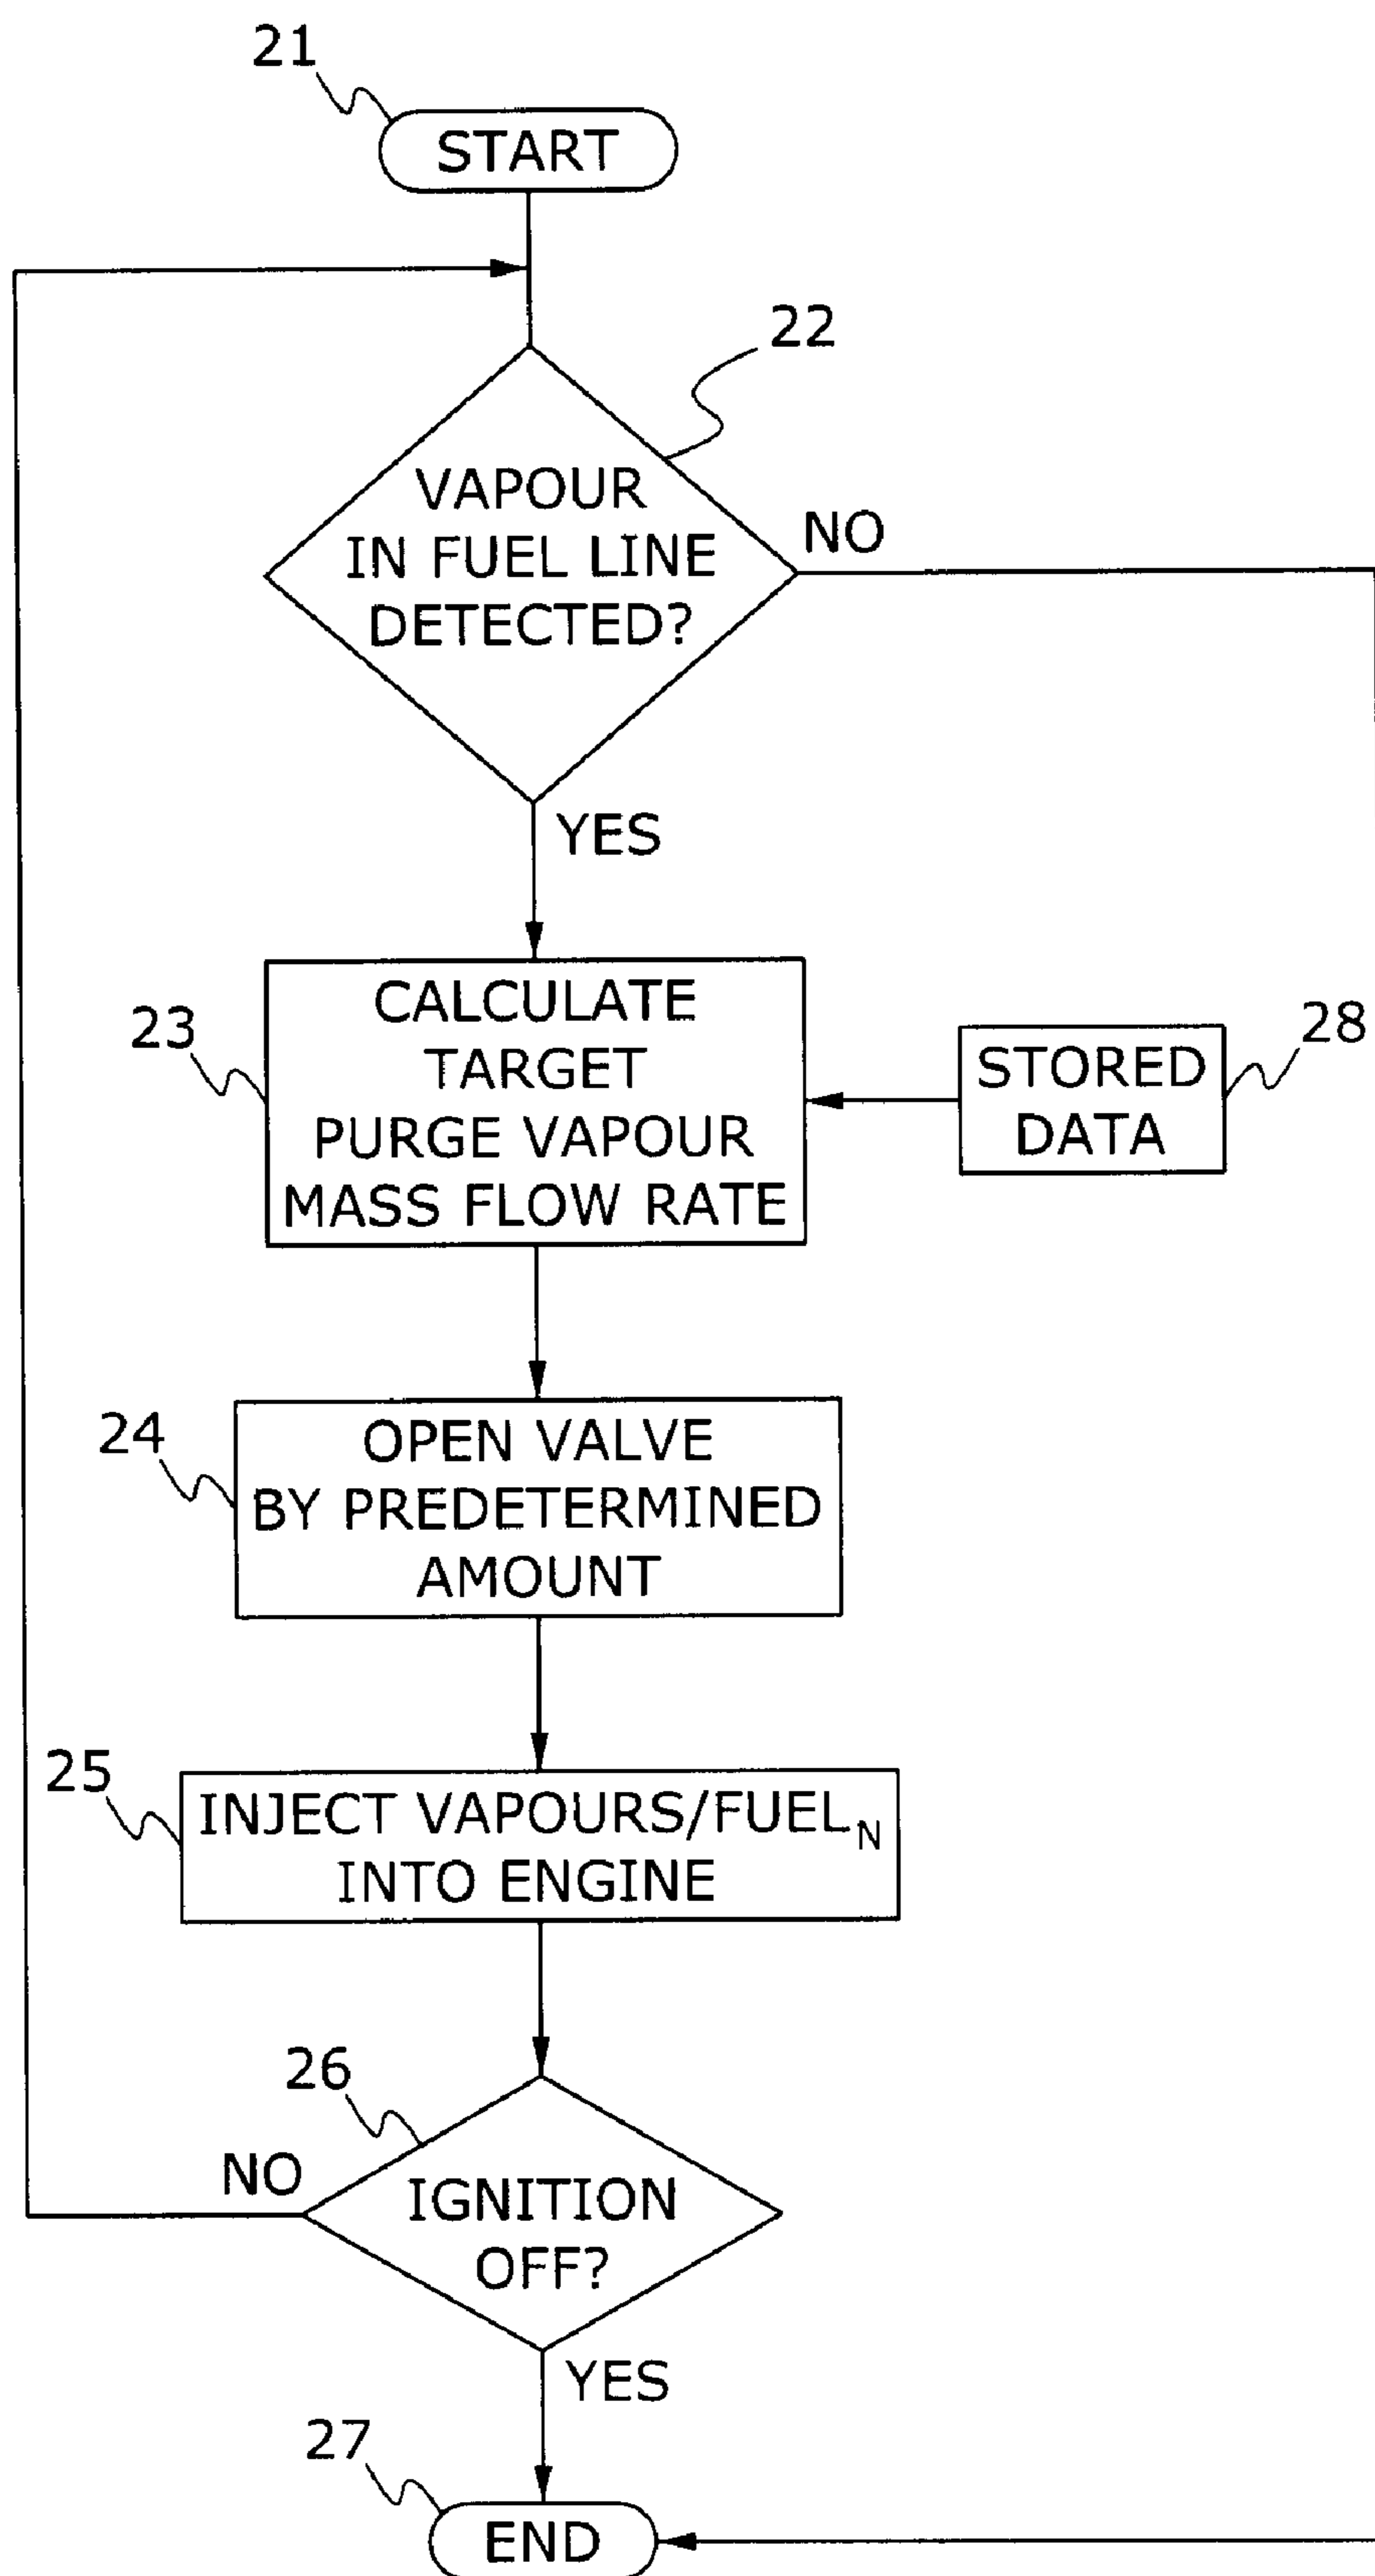 21
START
22
VAPOUR
IN FUEL LINE
DETECTED?
NO
YES
23
CALCULATE
TARGET
PURGE VAPOUR
MASS FLOW RATE
STORED
DATA
28
24
OPEN VALVE
BY PREDETERMINED
AMOUNT
25
INJECT VAPOURS/FUEL N
INTO ENGINE
26
NO
IGNITION
OFF?
YES
27
END